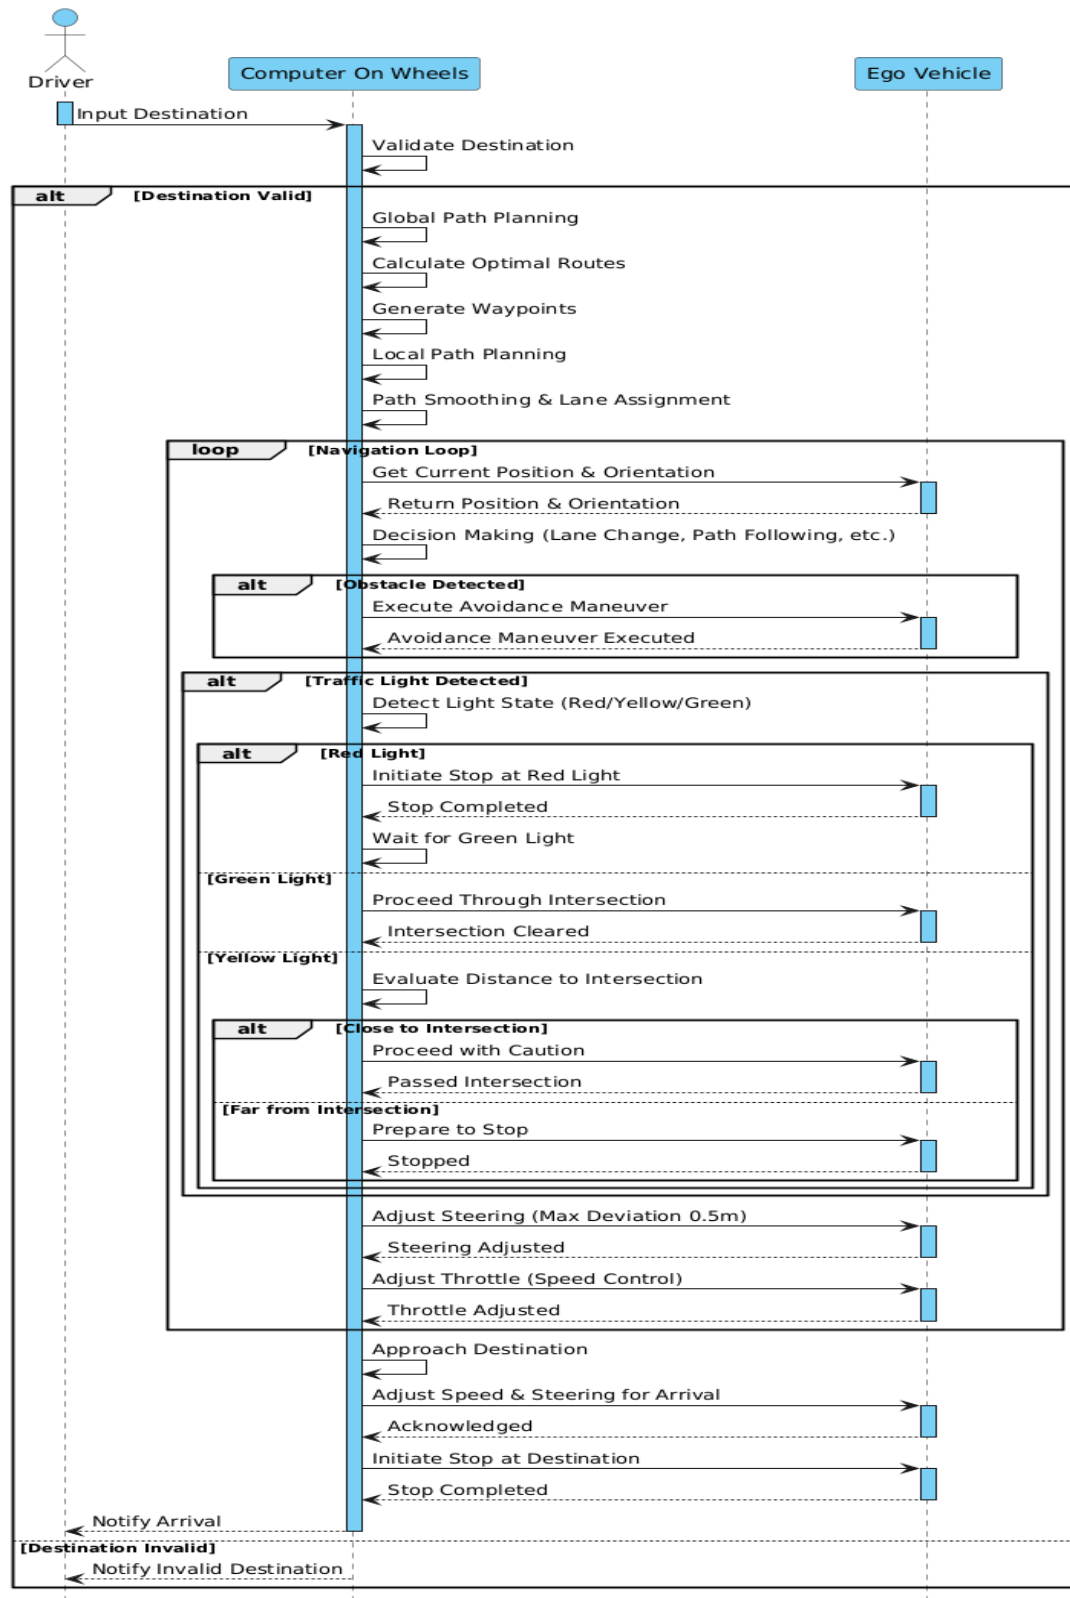 Driver
Computer On Wheels
Ego Vehicle
Input Destination
Validate Destination
alt [Destination Valid]
Global Path Planning
Calculate Optimal Routes
Generate Waypoints
Local Path Planning
Path Smoothing & Lane Assignment
loop [Navigation Loop]
Get Current Position & Orientation
Return Position & Orientation
Decision Making (Lane Change, Path Following, etc.)
alt [Obstacle Detected]
Execute Avoidance Maneuver
Avoidance Maneuver Executed
alt [Traffic Light Detected]
Detect Light State (Red/Yellow/Green)
alt [Red Light]
Initiate Stop at Red Light
Stop Completed
Wait for Green Light
[Green Light]
Proceed Through Intersection
Intersection Cleared
[Yellow Light]
Evaluate Distance to Intersection
alt [Close to Intersection]
Proceed with Caution
Passed Intersection
[Far from Intersection]
Prepare to Stop
Stopped
Adjust Steering (Max Deviation 0.5m)
Steering Adjusted
Adjust Throttle (Speed Control)
Throttle Adjusted
Approach Destination
Adjust Speed & Steering for Arrival
Acknowledged
Initiate Stop at Destination
Stop Completed
Notify Arrival
[Destination Invalid]
Notify Invalid Destination